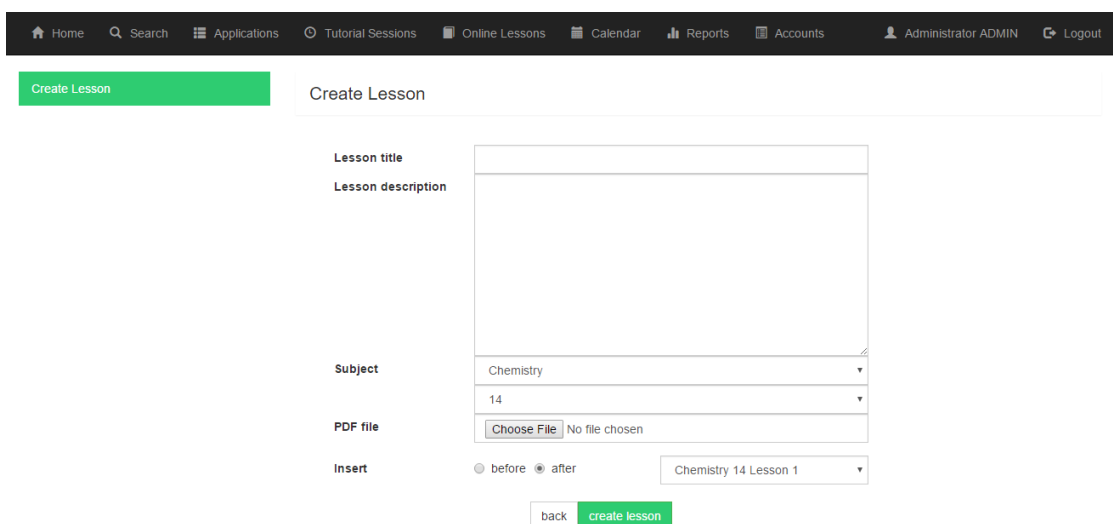 Home Search Applications Tutorial Sessions Online Lessons Calendar Reports Accounts Administrator ADMIN Logout
Create Lesson
Create Lesson
Lesson title
Lesson description
Subject Chemistry
14
PDF file Choose File No file chosen
Insert before after Chemistry 14 Lesson 1
back create lesson